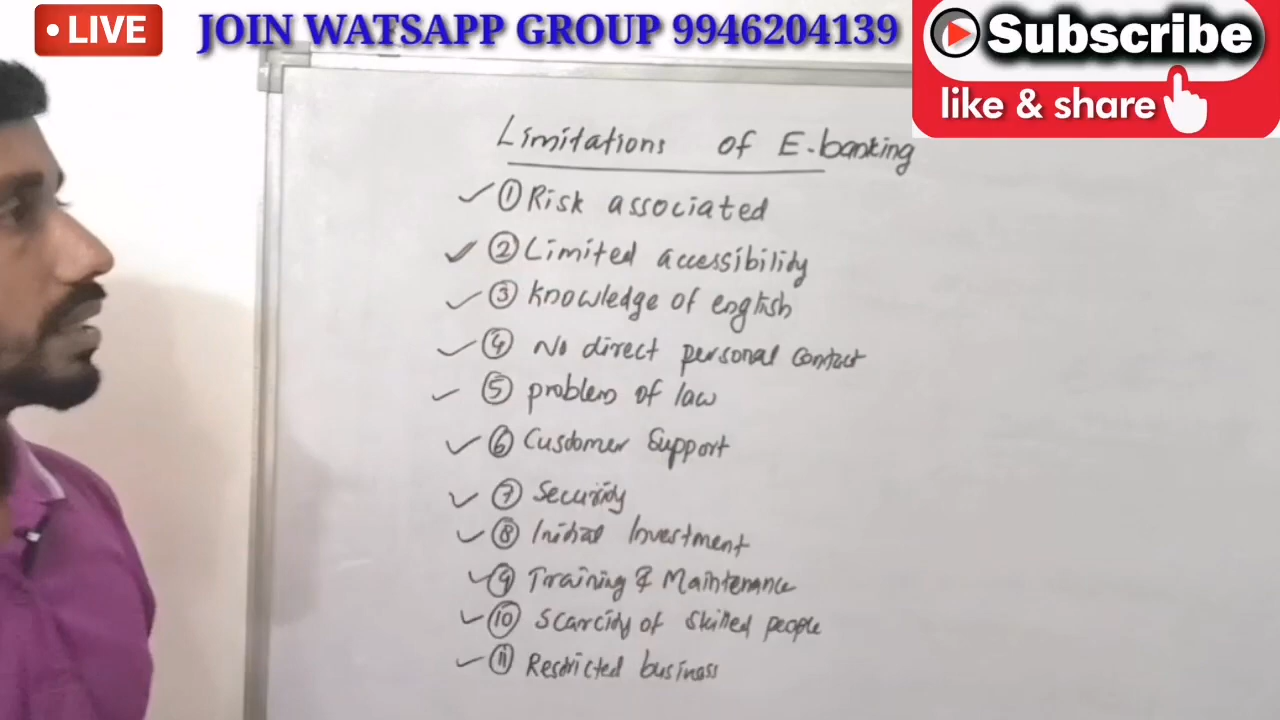 LIVE
JOIN WATSAPP GROUP 9946204139
Subscribe
like & share
Limitations of E-banking
① Risk associated
② Limited accessibility
③ Knowledge of english
④ No direct personal contact
⑤ problem of law
⑥ Customer Support
⑦ Security
⑧ Initial Investment
⑨ Training & Maintenance
⑩ Scarcity of skilled people
⑪ Restricted business